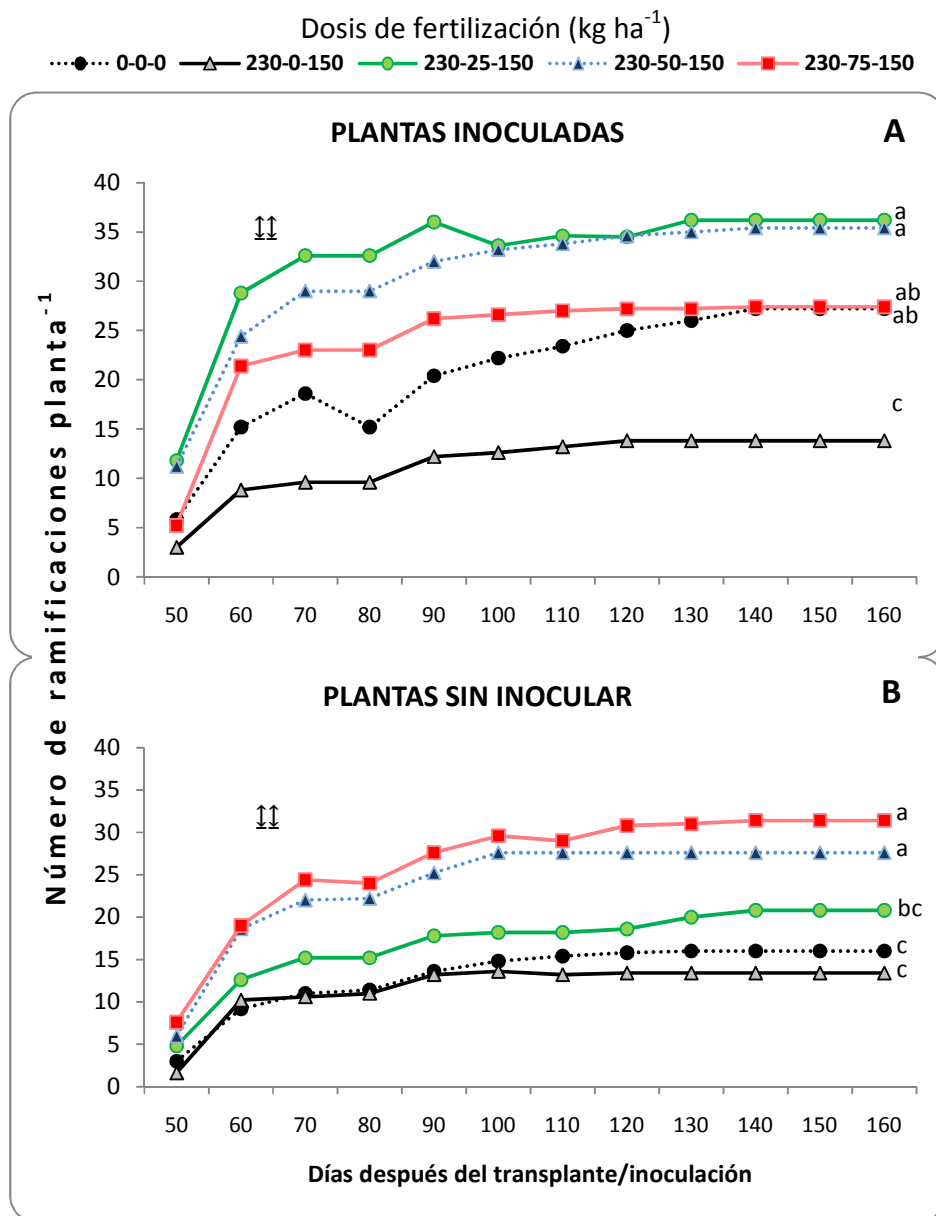 Dosis de fertilización (kg ha-1)
0-0-0 230-0-150 230-25-150 230-50-150 230-75-150
PLANTAS INOCULADAS A
40
35
30
25
20
15
10
5
0
a
a
ab
ab
c
50 60 70 80 90 100 110 120 130 140 150 160
Número de ramificaciones planta-1
PLANTAS SIN INOCULAR B
40
35
30
25
20
15
10
5
0
a
a
bc
c
c
50 60 70 80 90 100 110 120 130 140 150 160
Días después del transplante/inoculación